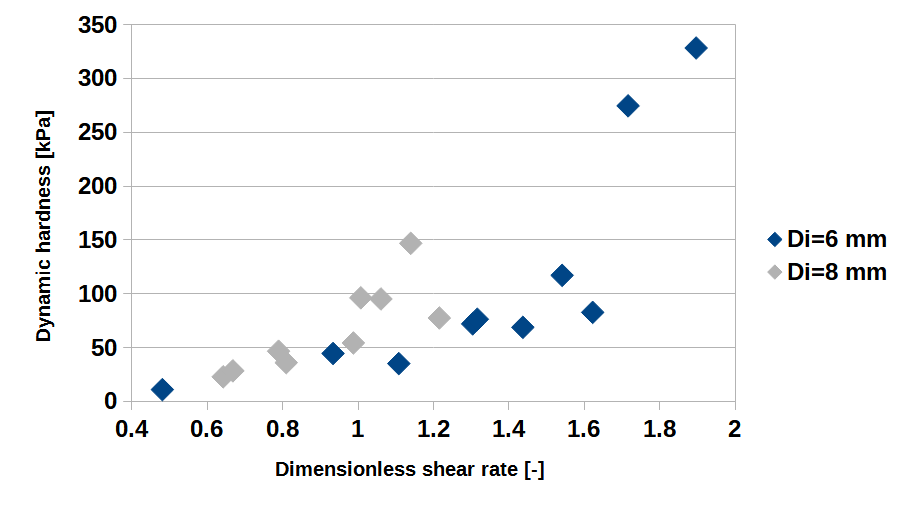 350
300
250
200
150
100
50
0
Dynamic hardness [kPa]
0.4 0.6 0.8 1 1.2 1.4 1.6 1.8 2
Dimensionless shear rate [-]
Di=6 mm
Di=8 mm